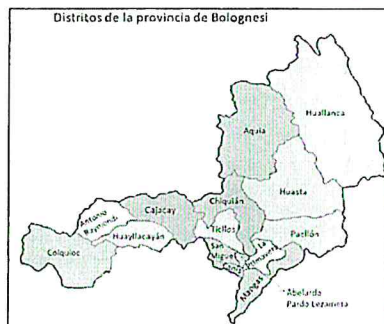 Distritos de la provincia de Bolognesi
Huallanca
Aquia
Huasta
Chiquián
Cajacay
Antonio
Raymondi
Ticllos
Pacllón
Huayllacayán
San
Miguel
La
Primavera
Colquioc
Canis
Mangas
Abelardo
Pardo Lezameta